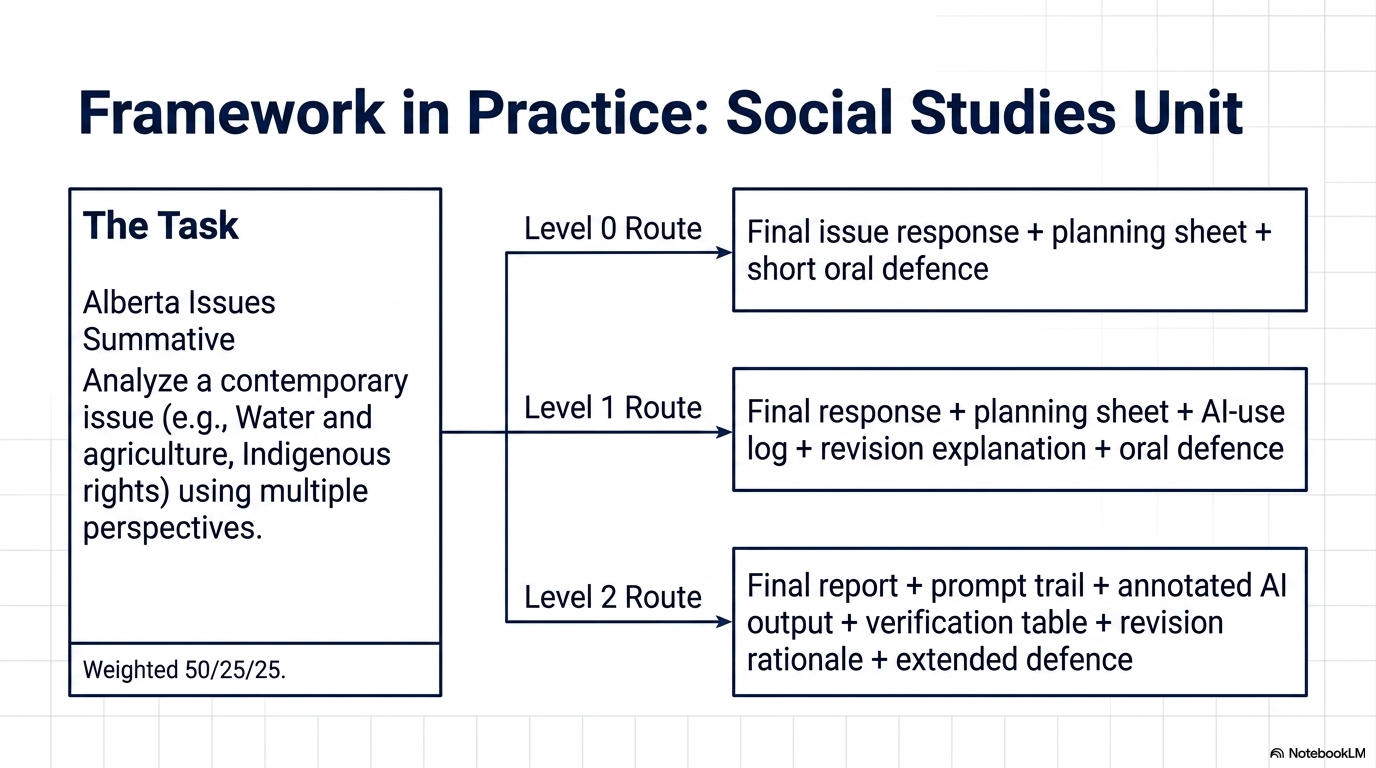 Framework in Practice: Social Studies Unit
The Task
Alberta Issues
Summative
Analyze a contemporary
issue (e.g., Water and
agriculture, Indigenous
rights) using multiple
perspectives.
Weighted 50/25/25.
Level 0 Route
Final issue response + planning sheet +
short oral defence
Level 1 Route
Final response + planning sheet + AI-use
log + revision explanation + oral defence
Level 2 Route
Final report + prompt trail + annotated AI
output + verification table + revision
rationale + extended defence
NotebookLM